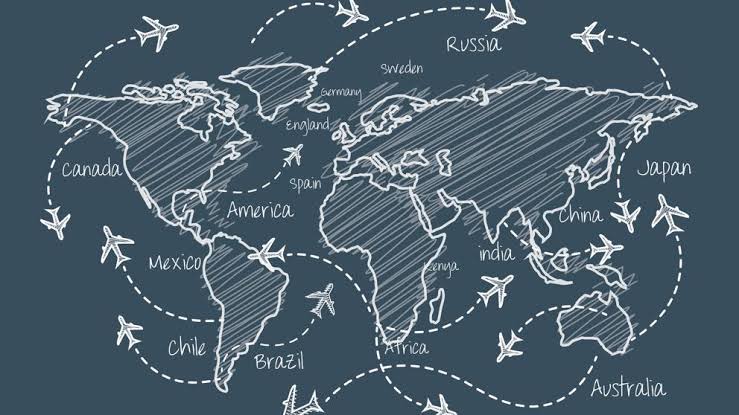 Russia
Sweden
Germany
England
Canada
Japan
Spain
America
China
india
Mexico
Kenya
Chile
Brazil
Africa
Australia